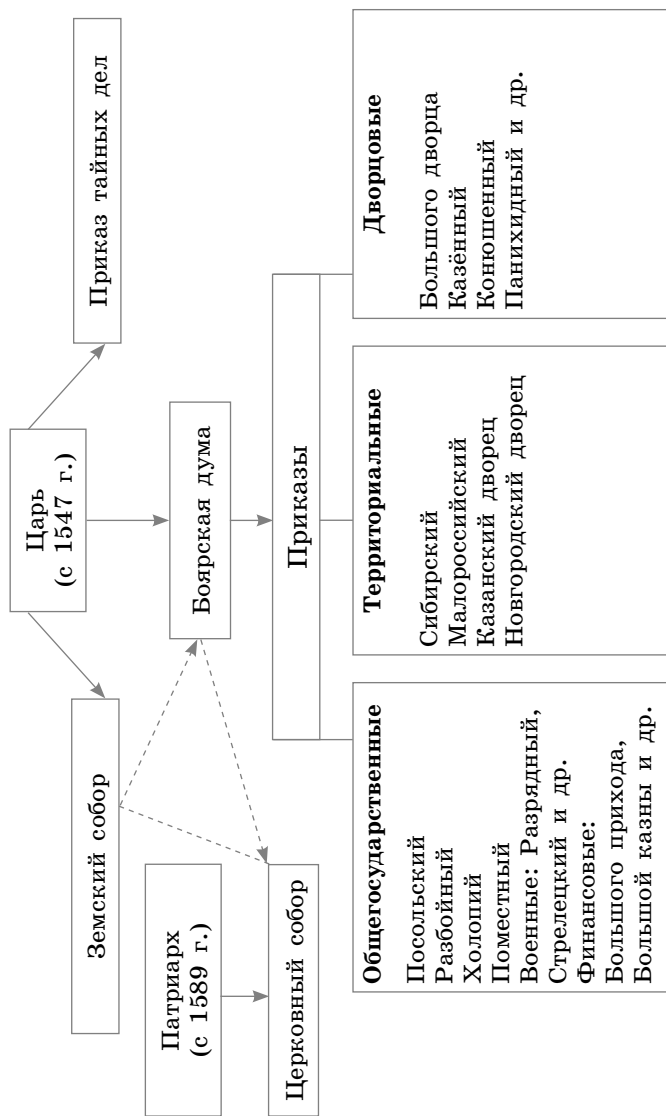 Царь
(с 1547 г.)
Приказ тайных дел
Земский собор
Боярская дума
Патриарх
(с 1589 г.)
Церковный собор
Приказы
Общегосударственные
Посольский
Разбойный
Холопий
Поместный
Военные: Разрядный,
Стрелецкий и др.
Финансовые:
Большого прихода,
Большой казны и др.
Территориальные
Сибирский
Малороссийский
Казанский дворец
Новгородский дворец
Дворцовые
Большого дворца
Казённый
Конюшенный
Панихидный и др.